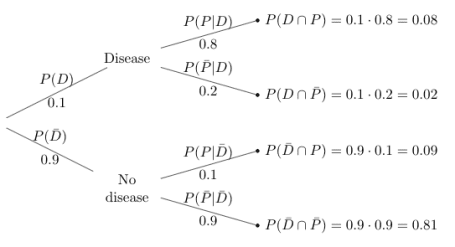 P(P|D)
P(D ∩ P) = 0.1 · 0.8 = 0.08
0.8
Disease
P(D)
P(P̄|D)
0.1
0.2
P(D ∩ P̄) = 0.1 · 0.2 = 0.02
P(D̄)
0.9
P(P|D̄)
P(D̄ ∩ P) = 0.9 · 0.1 = 0.09
0.1
No
disease
P(P̄|D̄)
0.9
P(D̄ ∩ P̄) = 0.9 · 0.9 = 0.81